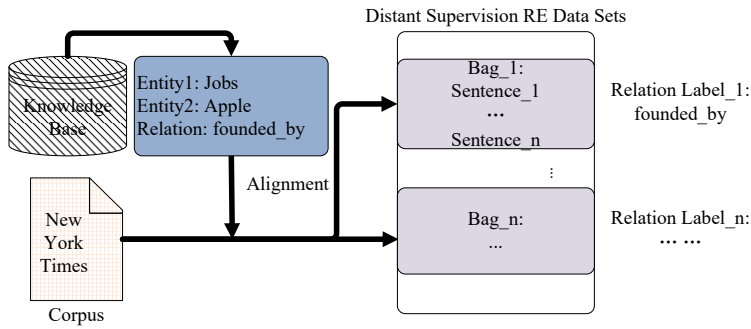 Distant Supervision RE Data Sets
Knowledge
Base
Entity1: Jobs
Entity2: Apple
Relation: founded_by
Bag_1:
Sentence_1
...
Sentence_n
Relation Label_1:
founded_by
Alignment
...
New
York
Times
Corpus
Bag_n:
...
Relation Label_n:
... ...